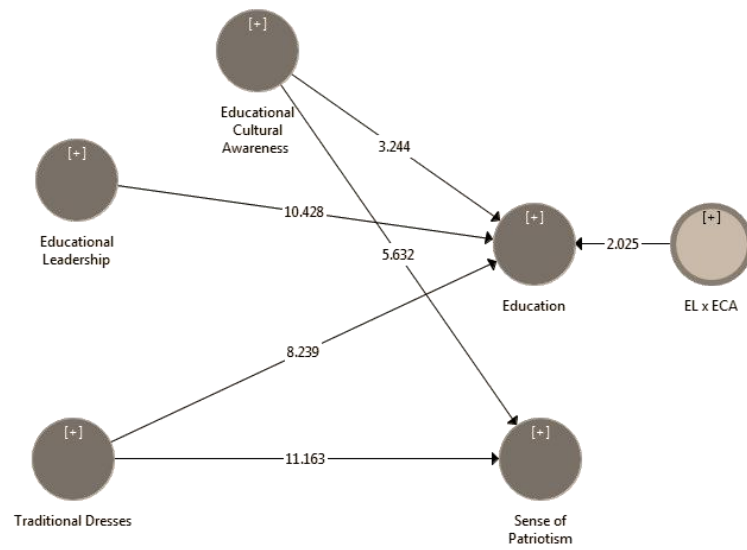 [+]
Educational
Cultural
Awareness
[+]
Educational
Leadership
3.244
10.428
5.632
[+]
Education
2.025
[+]
EL x ECA
8.239
[+]
Traditional Dresses
11.163
[+]
Sense of
Patriotism